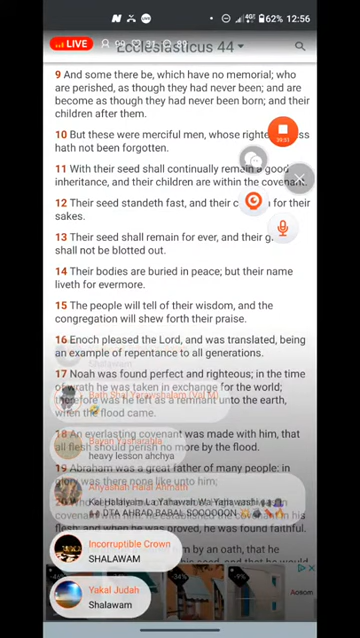 4G 62% 12:56
Ecclesiasticus 44
LIVE
9 And some there be, which have no memorial; who
are perished, as though they had never been; and are
become as though they had never been born; and their
children after them.
10 But these were merciful men, whose
hath not been forgotten.
11 With their seed shall continually remain a good
inheritance, and their children are within the covenant.
12 Their seed standeth fast, and their for their
sakes.
13 Their seed shall remain for ever, and their
shall not be blotted out.
14 Their bodies are buried in peace; but their name
liveth for evermore.
15 The people will tell of their wisdom, and the
congregation will shew forth their praise.
16 Enoch pleased the Lord, and was translated, being
an example of repentance to all generations.
17 Noah was found perfect and righteous; in the time
of wrath he was taken in exchange for the world;
therefore was he left as a remnant unto the earth,
when the flood came.
18 An everlasting covenant was made with him, that
all flesh should perish no more by the flood.
heavy lesson ahchya
19 Abraham was a great father of many people: in
glory was there none like unto him;
covenant with him:
flesh; and when he was proved, he was found faithful.
Incorruptible Crown
SHALAWAM
by an oath, that he
Yakal Judah
Shalawam
-34%
-9%